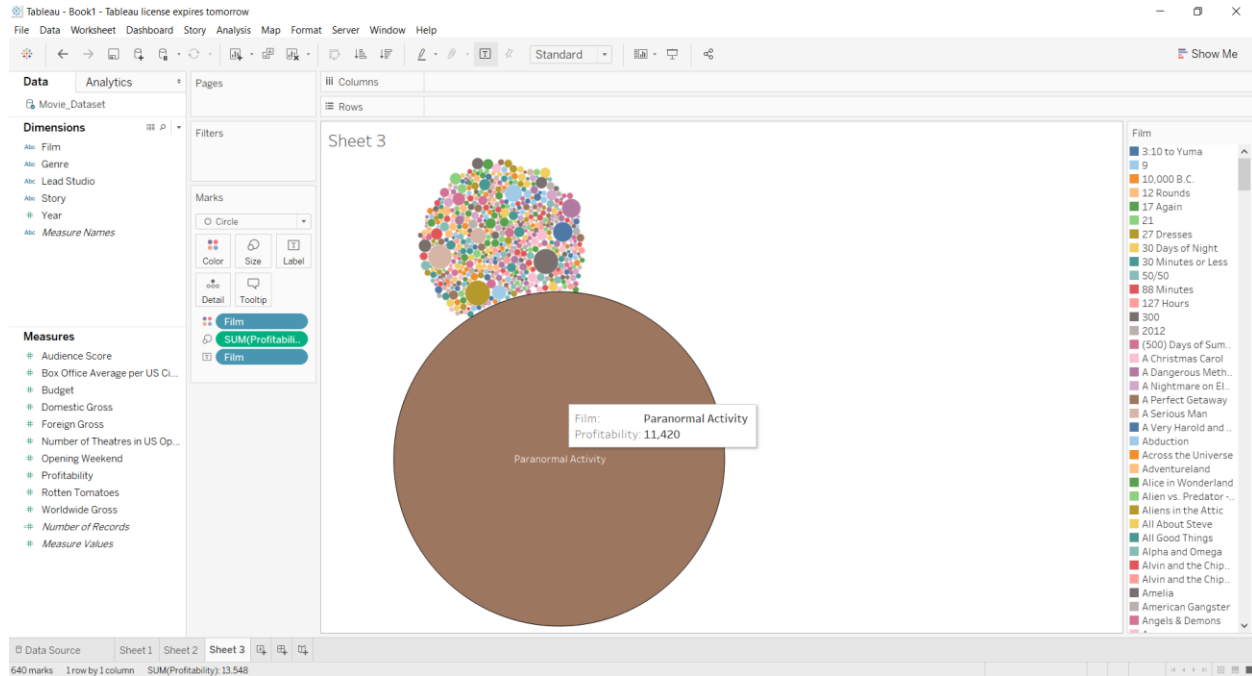 Tableau - Book1 - Tableau license expires tomorrow
File Data Worksheet Dashboard Story Analysis Map Format Server Window Help
Standard
Show Me
Data Analytics
Movie_Dataset
Dimensions
Abc Film
Abc Genre
Abc Lead Studio
Abc Story
# Year
Abc Measure Names
Measures
# Audience Score
# Box Office Average per US Ci...
# Budget
# Domestic Gross
# Foreign Gross
# Number of Theatres in US Op...
# Opening Weekend
# Profitability
# Rotten Tomatoes
# Worldwide Gross
=# Number of Records
# Measure Values
Pages
Filters
Marks
Circle
Color Size Label
Detail Tooltip
Film
SUM(Profitabili..
Film
Columns
Rows
Sheet 3
Film: Paranormal Activity
Profitability: 11,420
Paranormal Activity
Film
3:10 to Yuma
9
10,000 B.C.
12 Rounds
17 Again
21
27 Dresses
30 Days of Night
30 Minutes or Less
50/50
88 Minutes
127 Hours
300
2012
(500) Days of Sum..
A Christmas Carol
A Dangerous Meth..
A Nightmare on El..
A Perfect Getaway
A Serious Man
A Very Harold and ..
Abduction
Across the Universe
Adventureland
Alice in Wonderland
Alien vs. Predator -..
Aliens in the Attic
All About Steve
All Good Things
Alpha and Omega
Alvin and the Chip..
Alvin and the Chip..
Amelia
American Gangster
Angels & Demons
Data Source Sheet 1 Sheet 2 Sheet 3
640 marks 1 row by 1 column SUM(Profitability): 13,548